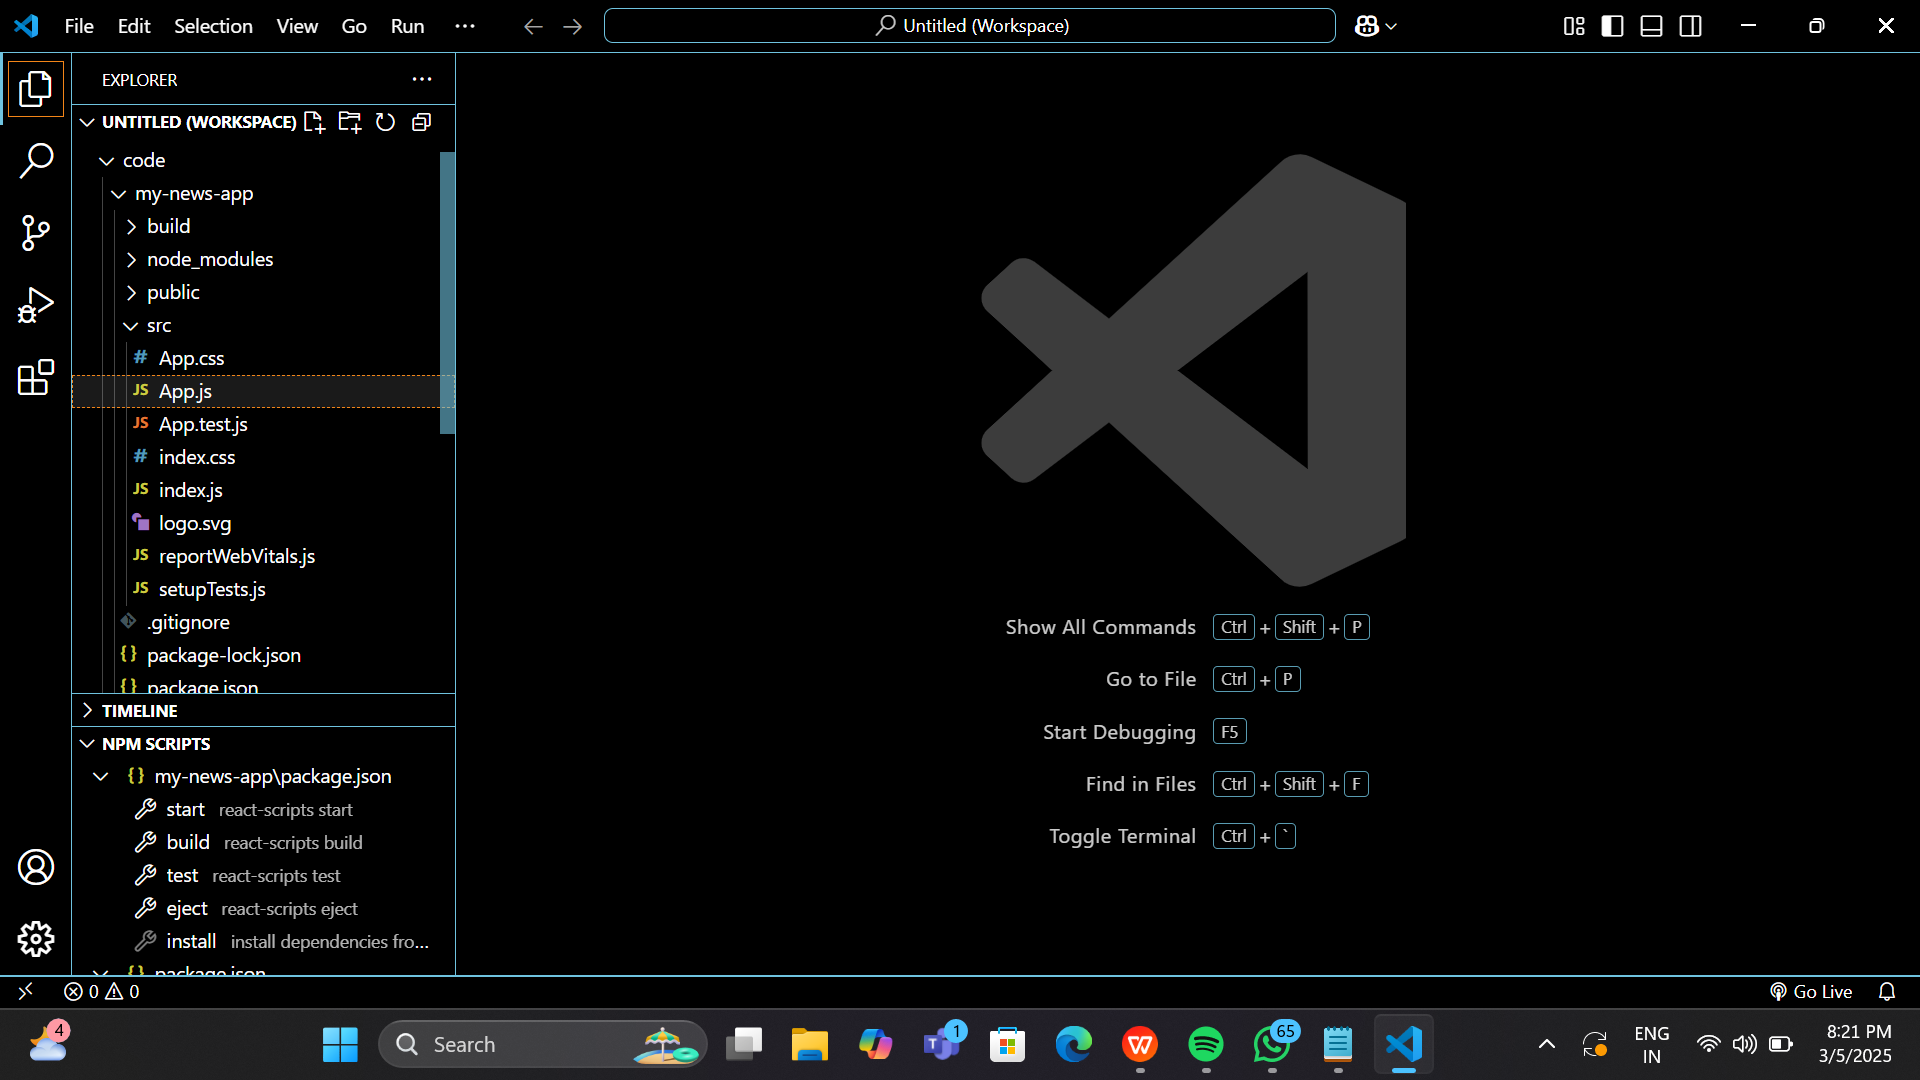 File Edit Selection View Go Run ··· Untitled (Workspace)
EXPLORER
UNTITLED (WORKSPACE)
code
my-news-app
build
node_modules
public
src
# App.css
JS App.js
JS App.test.js
# index.css
JS index.js
logo.svg
JS reportWebVitals.js
JS setupTests.js
.gitignore
{} package-lock.json
{} package.json
TIMELINE
NPM SCRIPTS
{} my-news-app\package.json
start react-scripts start
build react-scripts build
test react-scripts test
eject react-scripts eject
install install dependencies fro...
{} package.json
Show All Commands Ctrl + Shift + P
Go to File Ctrl + P
Start Debugging F5
Find in Files Ctrl + Shift + F
Toggle Terminal Ctrl + `
0 0 Go Live
4 Search 1 65 ENG IN 8:21 PM
3/5/2025